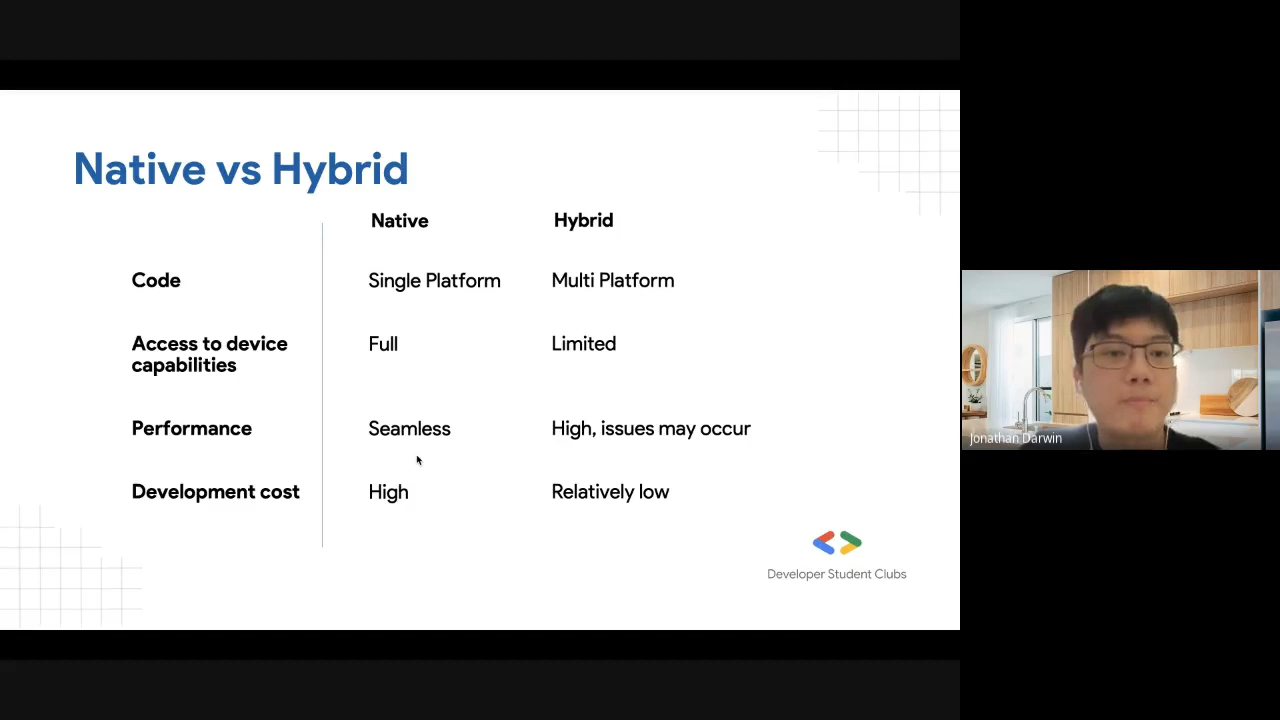 Native vs Hybrid
Native Hybrid
Code Single Platform Multi Platform
Access to device Full Limited
capabilities
Performance Seamless High, issues may occur
Development cost High Relatively low
Developer Student Clubs
Jonathan Darwin